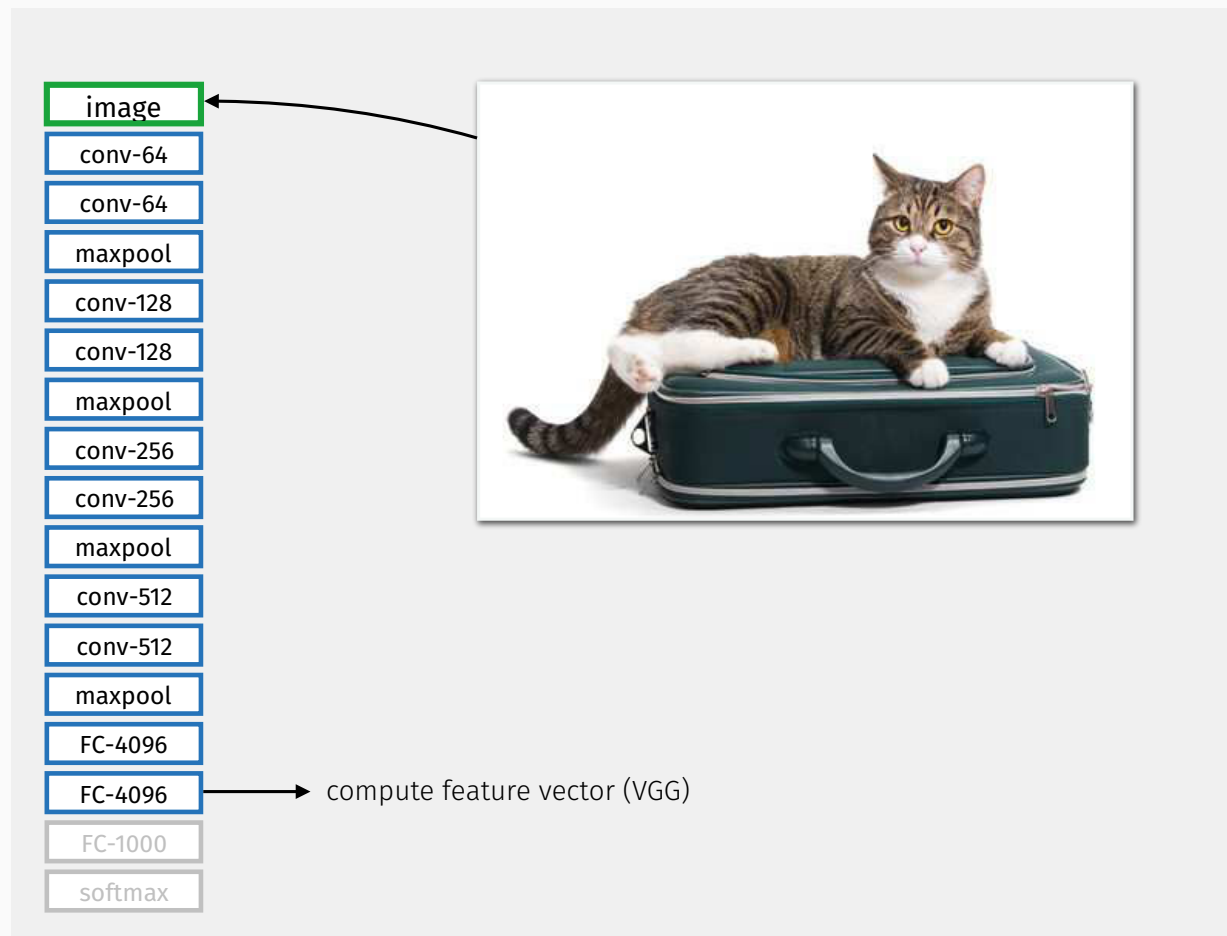 image
conv-64
conv-64
maxpool
conv-128
conv-128
maxpool
conv-256
conv-256
maxpool
conv-512
conv-512
maxpool
FC-4096
FC-4096
compute feature vector (VGG)
FC-1000
softmax